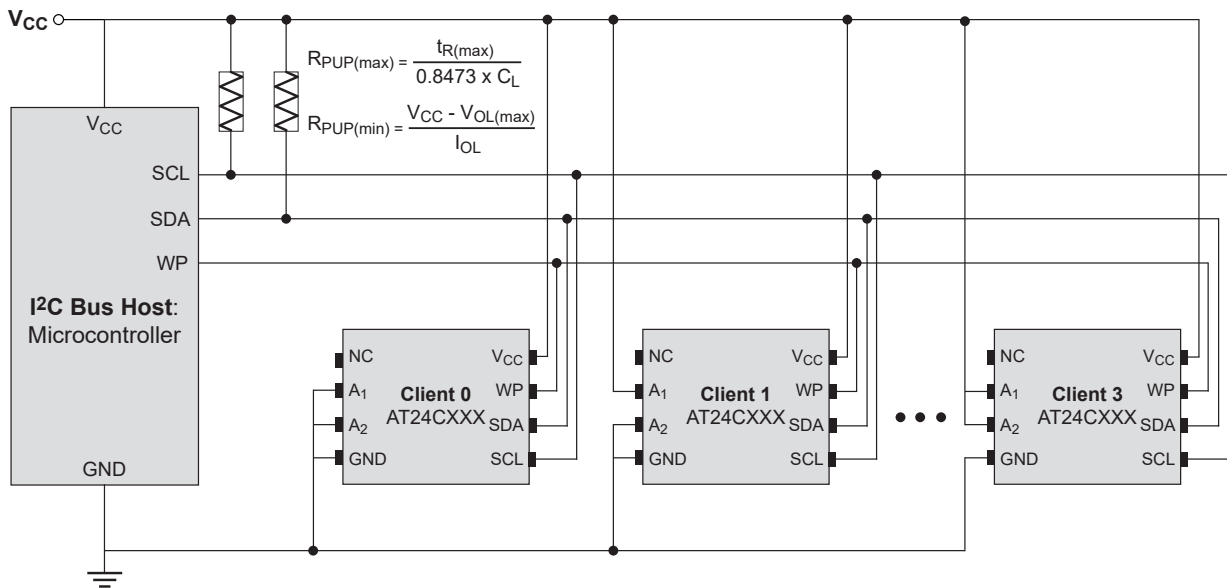 VCC
RPUP(max) = tR(max)
0.8473 x CL
RPUP(min) = VCC - VOL(max)
IOL
VCC
SCL
SDA
WP
I2C Bus Host:
Microcontroller
GND
NC
A1
A2
GND
Client 0
AT24CXXX
VCC
WP
SDA
SCL
NC
A1
A2
GND
Client 1
AT24CXXX
VCC
WP
SDA
SCL
NC
A1
A2
GND
Client 3
AT24CXXX
VCC
WP
SDA
SCL